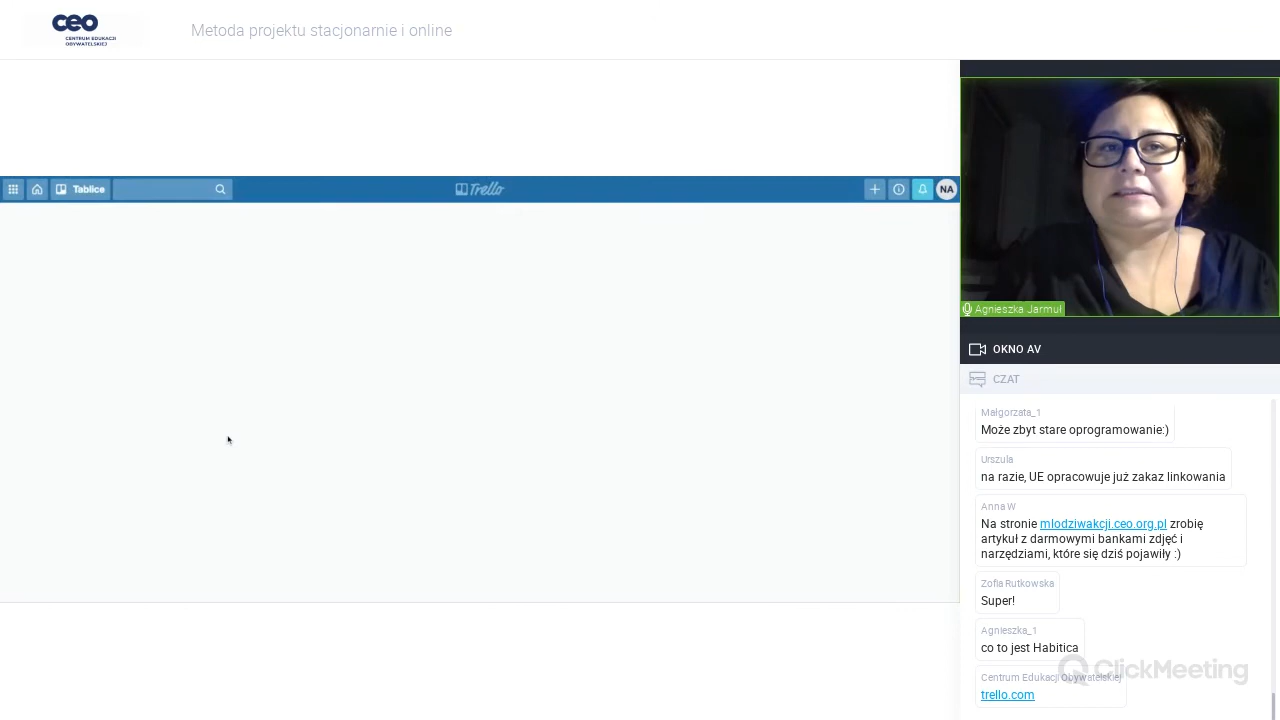 ceo
CENTRUM EDUKACJI
OBYWATELSKIEJ
Metoda projektu stacjonarnie i online
Tablice
Trello
NA
Agnieszka Jarmuł
OKNO AV
CZAT
Małgorzata_1
Może zbyt stare oprogramowanie:)
Urszula
na razie, UE opracowuje już zakaz linkowania
Anna W
Na stronie mlodziwakcji.ceo.org.pl zrobię
artykuł z darmowymi bankami zdjęć i
narzędziami, które się dziś pojawiły :)
Zofia Rutkowska
Super!
Agnieszka_1
co to jest Habitica
ClickMeeting
Centrum Edukacji Obywatelskiej
trello.com